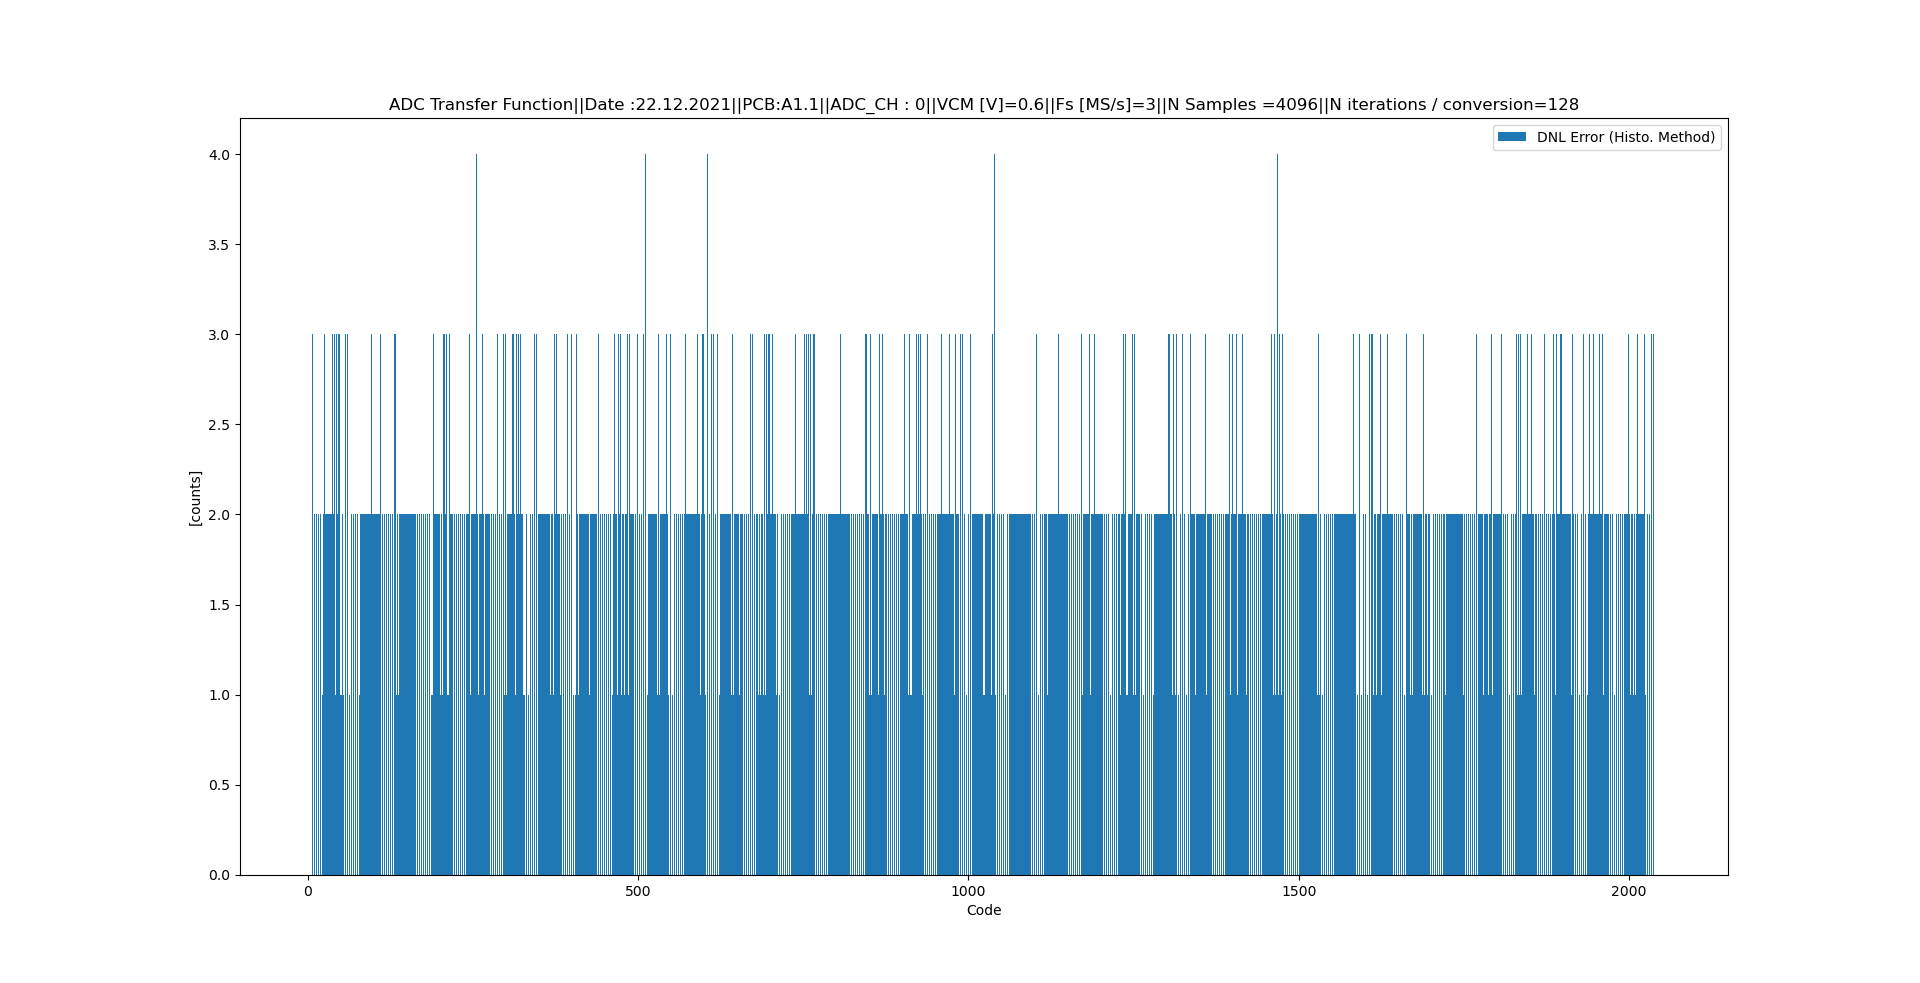 ADC Transfer Function||Date :22.12.2021||PCB:A1.1||ADC_CH : 0||VCM [V]=0.6||Fs [MS/s]=3||N Samples =4096||N iterations / conversion=128
DNL Error (Histo. Method)
4.0
3.5
3.0
2.5
2.0
1.5
1.0
0.5
0.0
[counts]
0 500 1000 1500 2000
Code